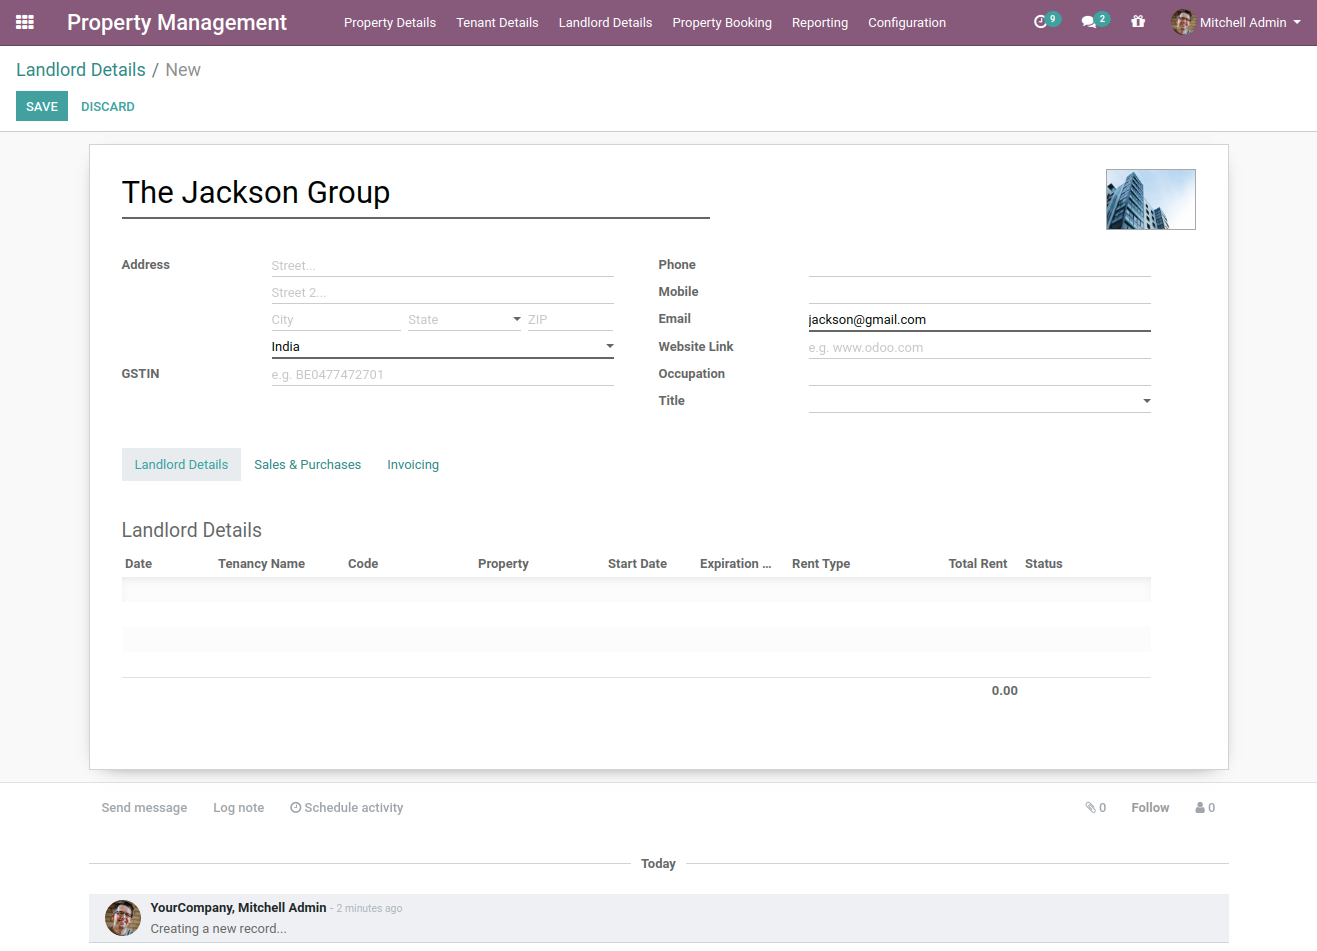 Property Management Property Details Tenant Details Landlord Details Property Booking Reporting Configuration 9 2 Mitchell Admin
Landlord Details / New
SAVE DISCARD
The Jackson Group
Address Street... Phone
Street 2... Mobile
City State ZIP Email jackson@gmail.com
India Website Link e.g. www.odoo.com
GSTIN e.g. BE0477472701 Occupation
Title
Landlord Details Sales & Purchases Invoicing
Landlord Details
Date Tenancy Name Code Property Start Date Expiration ... Rent Type Total Rent Status
0.00
Send message Log note Schedule activity 0 Follow 0
Today
YourCompany, Mitchell Admin - 2 minutes ago
Creating a new record...